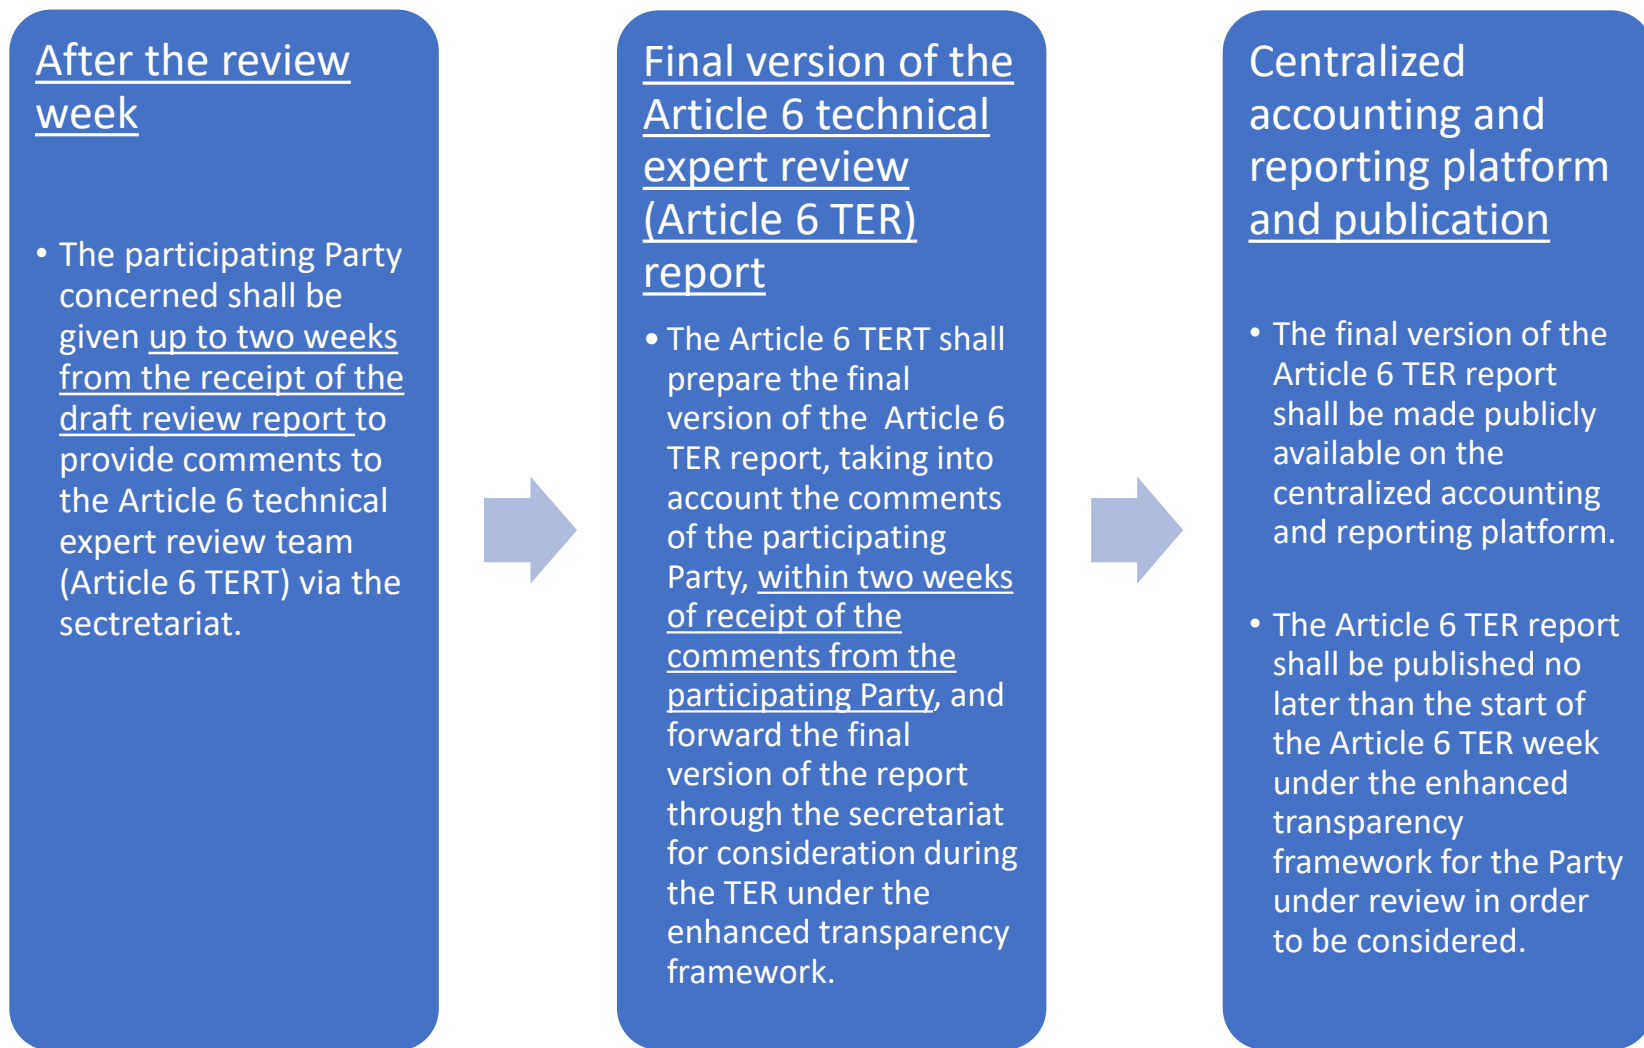 After the review
week
• The participating Party
concerned shall be
given up to two weeks
from the receipt of the
draft review report to
provide comments to
the Article 6 technical
expert review team
(Article 6 TERT) via the
sectretariat.
Final version of the
Article 6 technical
expert review
(Article 6 TER)
report
• The Article 6 TERT shall
prepare the final
version of the Article 6
TER report, taking into
account the comments
of the participating
Party, within two weeks
of receipt of the
comments from the
participating Party, and
forward the final
version of the report
through the secretariat
for consideration during
the TER under the
enhanced transparency
framework.
Centralized
accounting and
reporting platform
and publication
• The final version of the
Article 6 TER report
shall be made publicly
available on the
centralized accounting
and reporting platform.
• The Article 6 TER report
shall be published no
later than the start of
the Article 6 TER week
under the enhanced
transparency
framework for the Party
under review in order
to be considered.